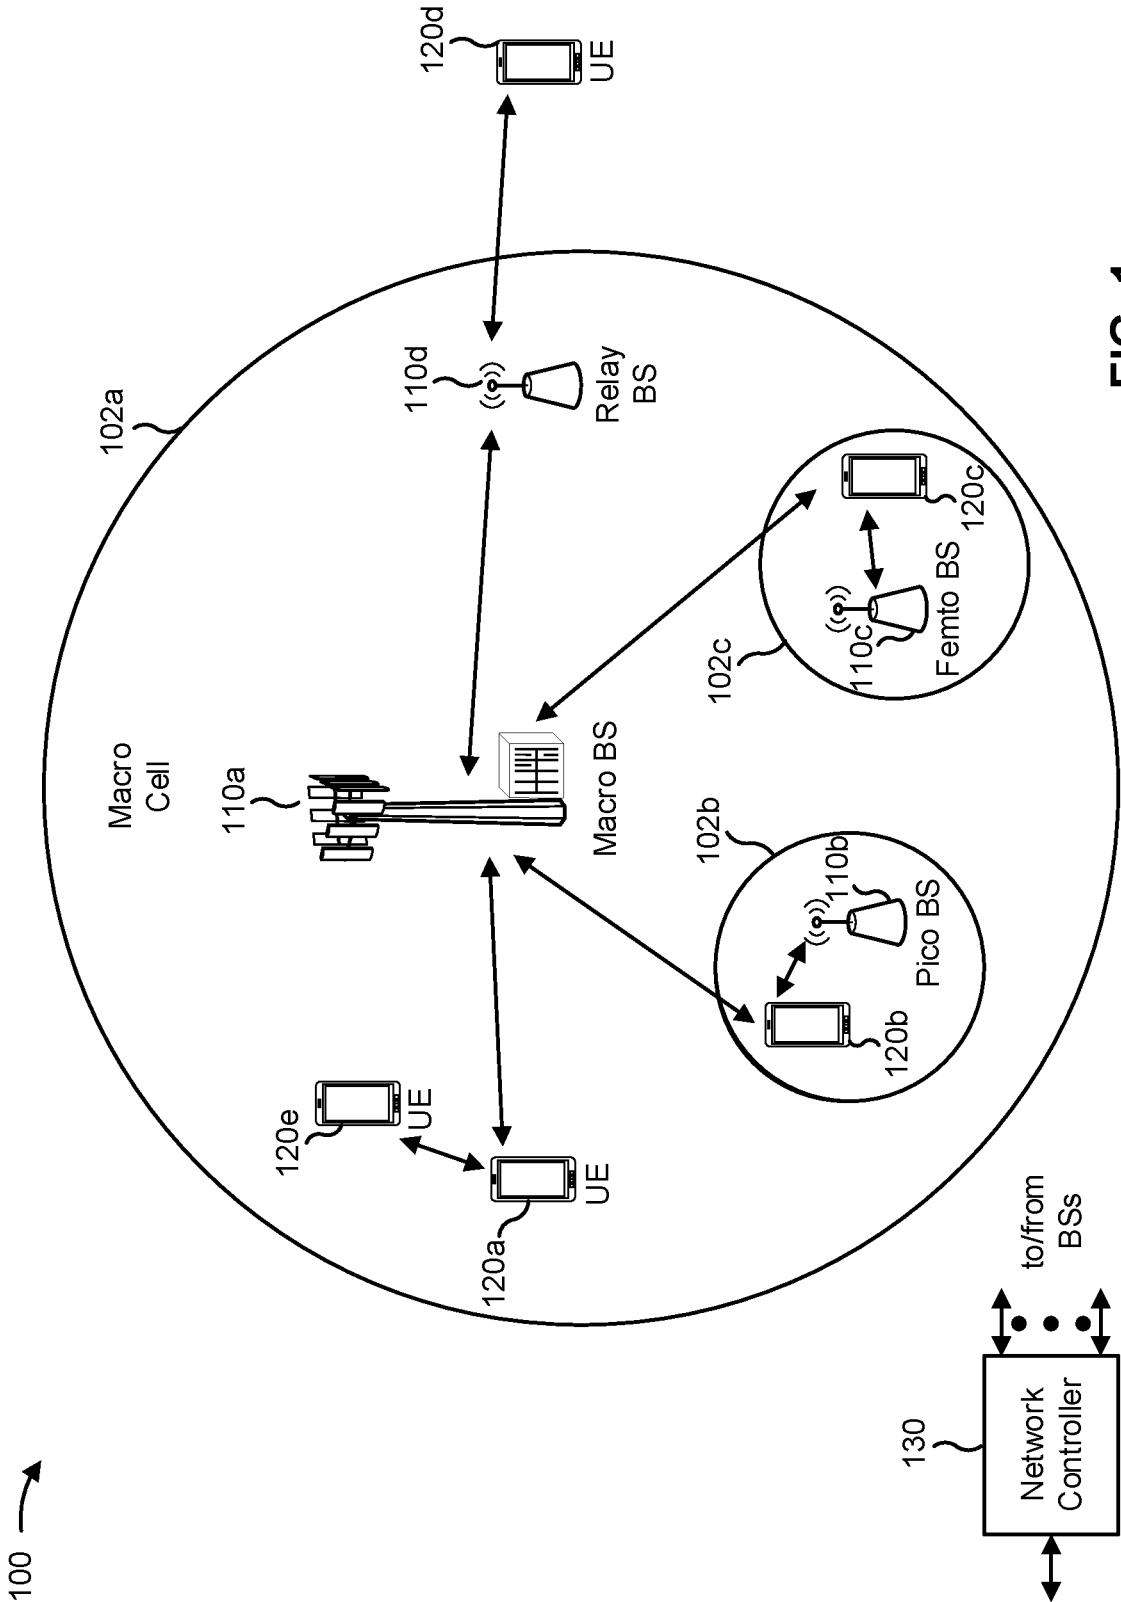 100
102a
Macro
Cell
110a
120e
UE
110d
120d
UE
120a
UE
Macro BS
Relay
BS
102b
102c
110b
Pico BS
120b
110c
Femto BS
120c
130
Network
Controller
to/from
BSs
FIG. 1